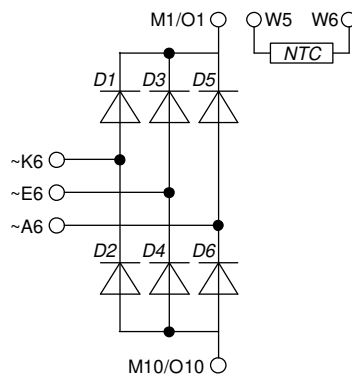 M1/O1 W5 W6
NTC
D1 D3 D5
~K6
~E6
~A6
D2 D4 D6
M10/O10